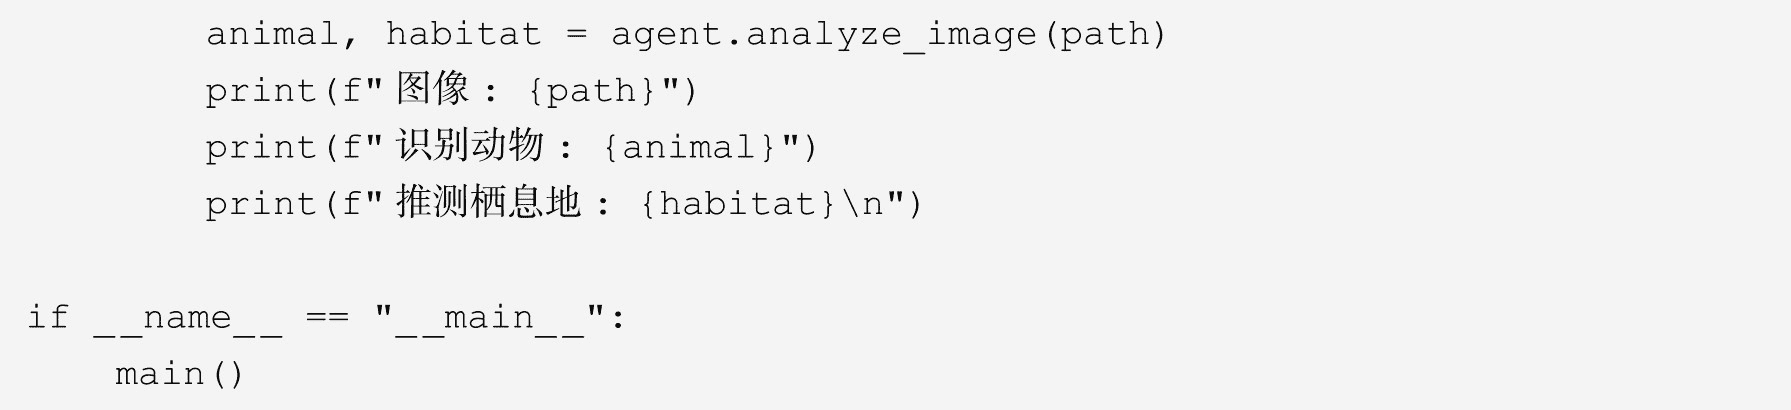 animal, habitat = agent.analyze_image(path)
print(f"图像: {path}")
print(f"识别动物: {animal}")
print(f"推测栖息地: {habitat}\n")
if __name__ == "__main__":
main()